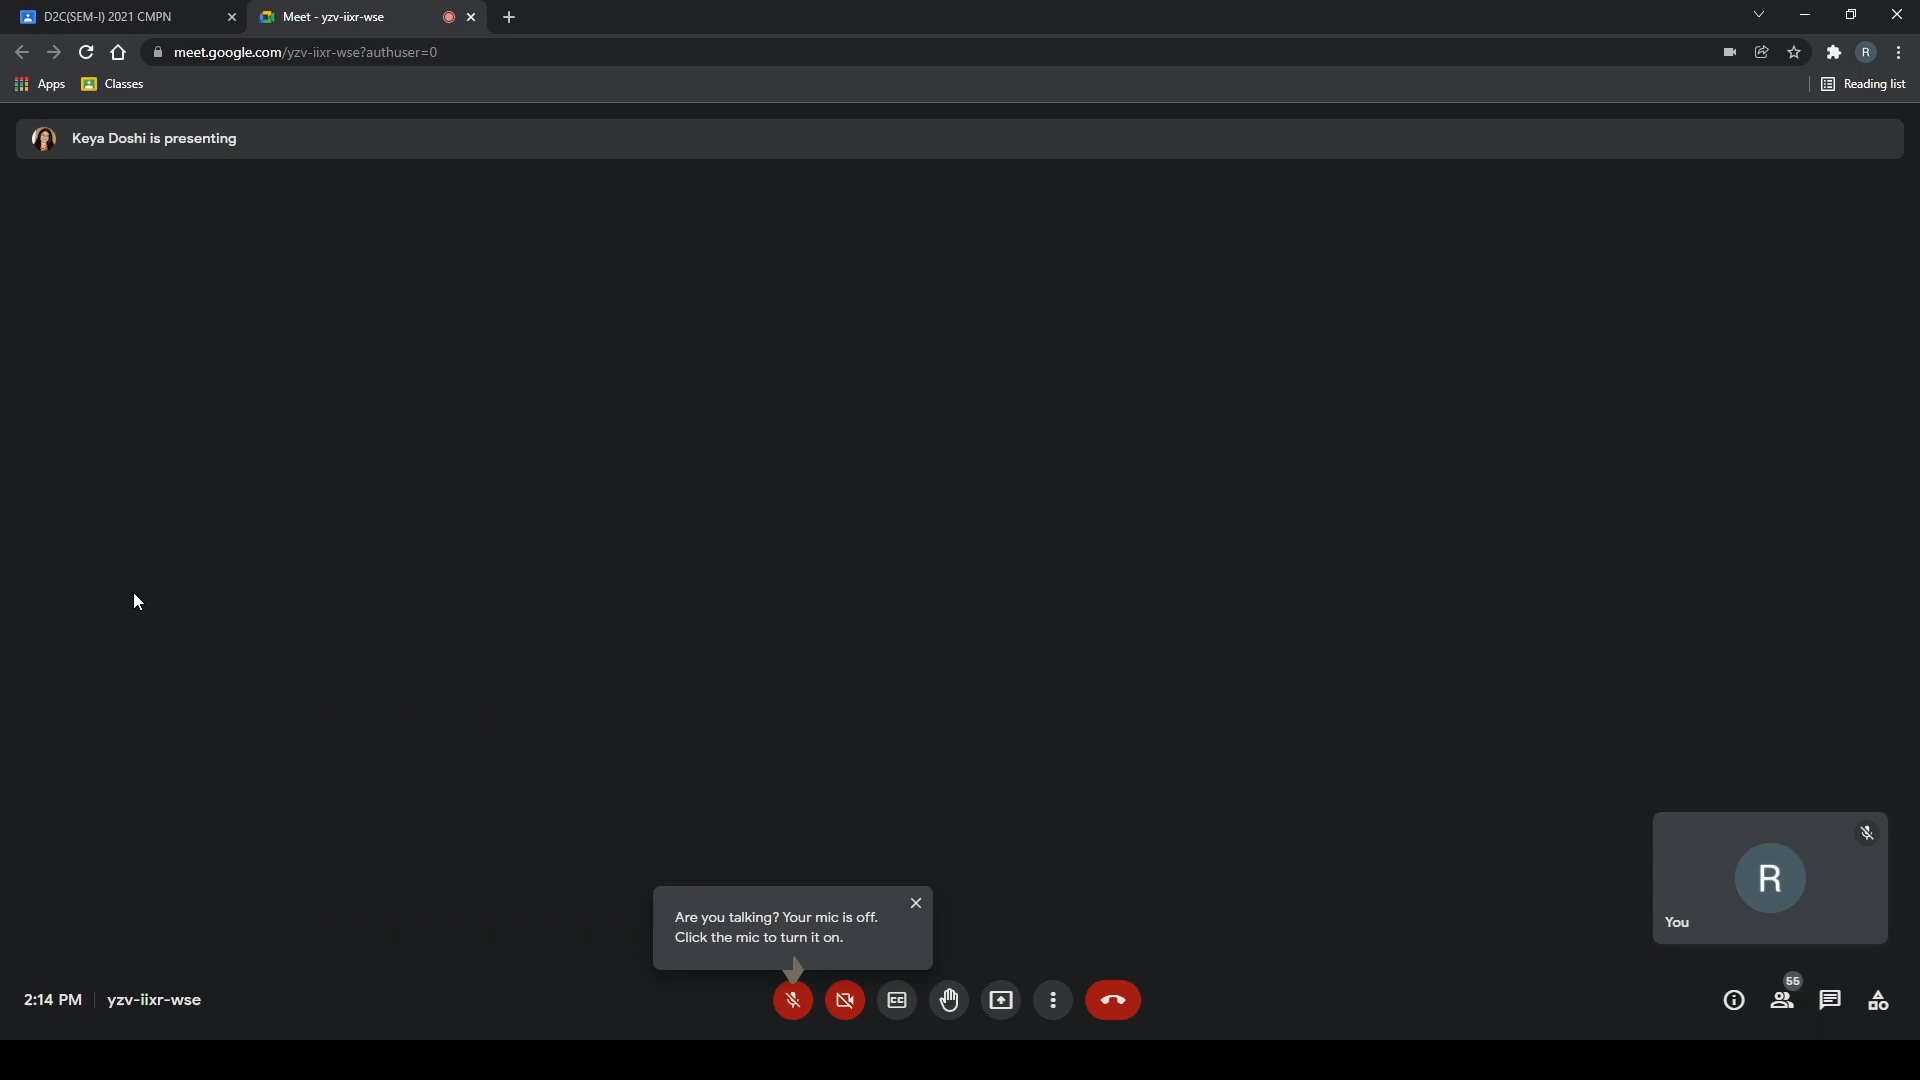 D2C(SEM-I) 2021 CMPN
Meet - yzv-iixr-wse
meet.google.com/yzv-iixr-wse?authuser=0
R
Apps
Classes
Reading list
Keya Doshi is presenting
R
You
Are you talking? Your mic is off.
Click the mic to turn it on.
2:14 PM
yzv-iixr-wse
CC
55